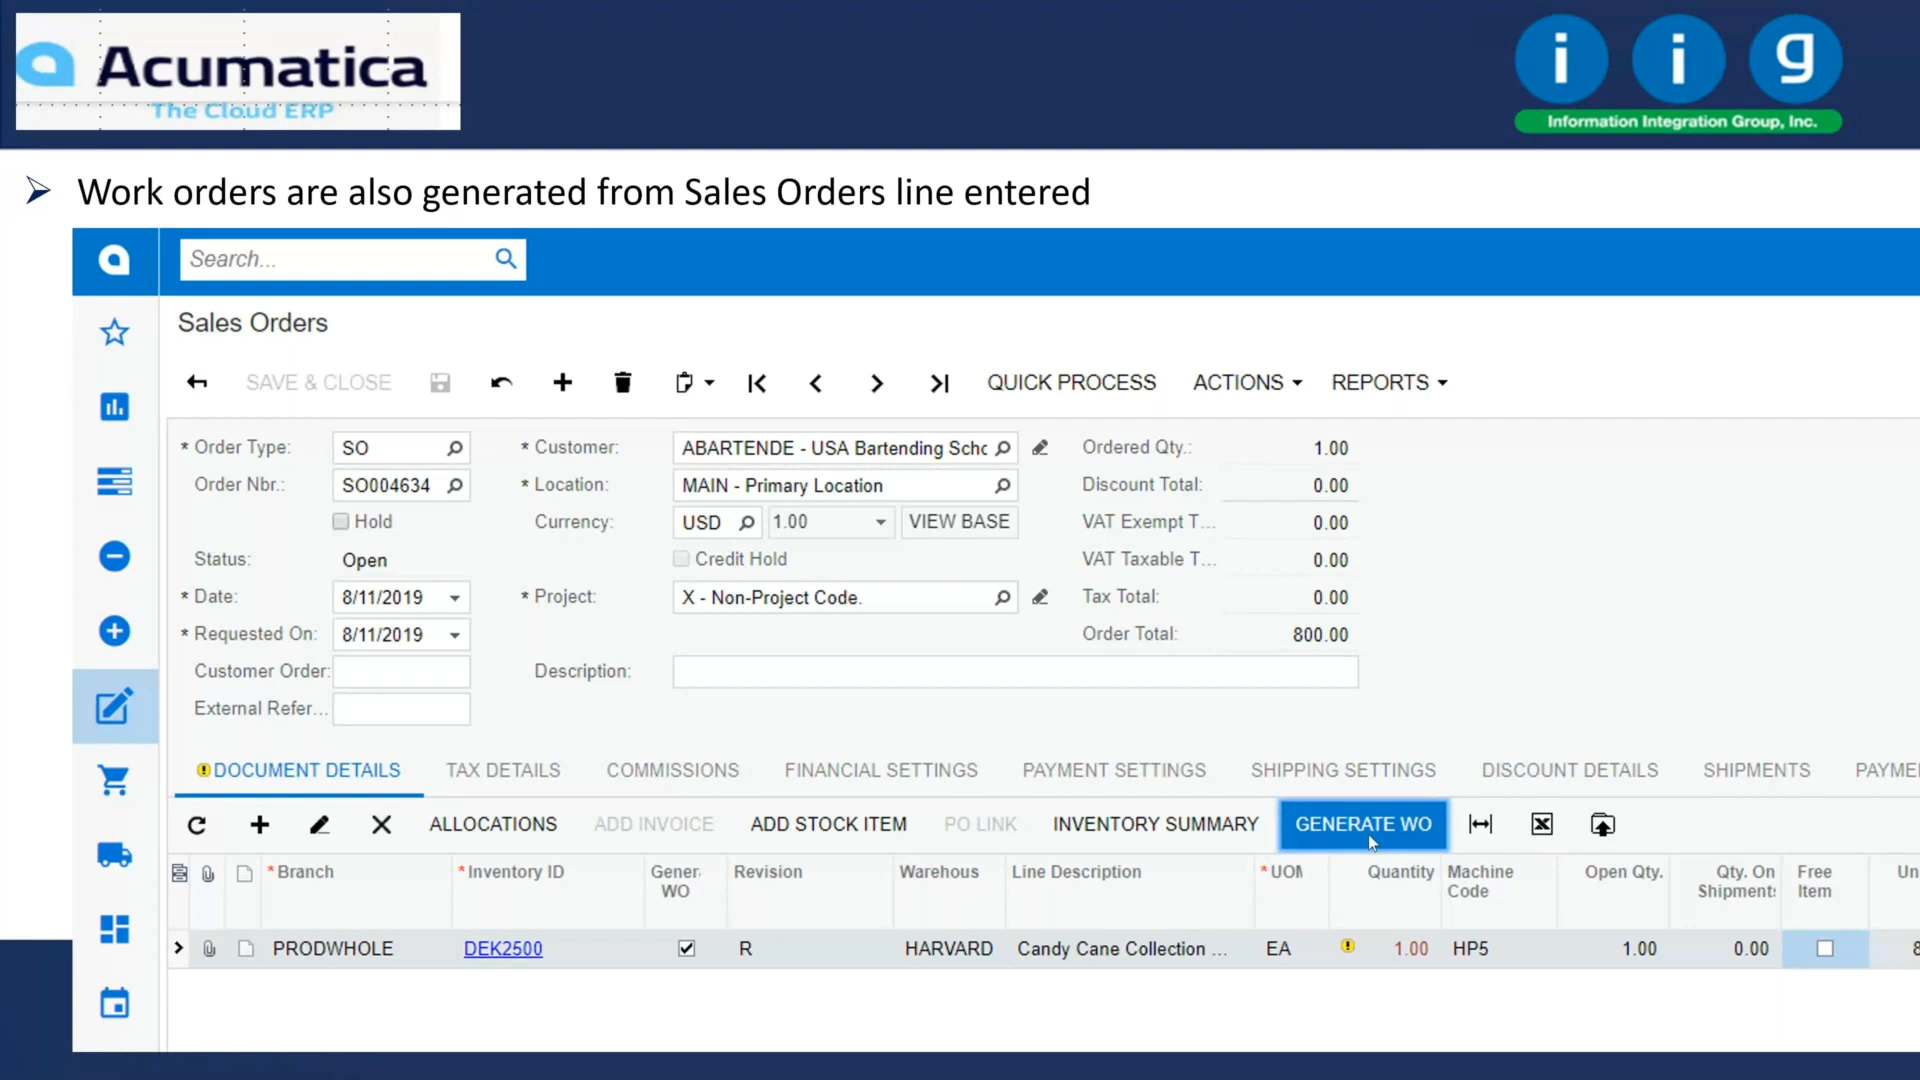 Acumatica
The Cloud ERP
i i g
Information Integration Group, Inc.
Work orders are also generated from Sales Orders line entered
Search...
Sales Orders
SAVE & CLOSE QUICK PROCESS ACTIONS REPORTS
* Order Type: SO * Customer: ABARTENDE - USA Bartending Scho Ordered Qty.: 1.00
Order Nbr.: SO004634 * Location: MAIN - Primary Location Discount Total: 0.00
Hold Currency: USD 1.00 VIEW BASE VAT Exempt T... 0.00
Status: Open Credit Hold VAT Taxable T... 0.00
* Date: 8/11/2019 * Project: X - Non-Project Code. Tax Total: 0.00
* Requested On: 8/11/2019 Order Total: 800.00
Customer Order: Description:
External Refer...
DOCUMENT DETAILS TAX DETAILS COMMISSIONS FINANCIAL SETTINGS PAYMENT SETTINGS SHIPPING SETTINGS DISCOUNT DETAILS SHIPMENTS PAYME
ALLOCATIONS ADD INVOICE ADD STOCK ITEM PO LINK INVENTORY SUMMARY GENERATE WO
* Branch * Inventory ID Gener Revision Warehous Line Description * UOM Quantity Machine Open Qty. Qty. On Free Un
WO Code Shipments Item
PRODWHOLE DEK2500 R HARVARD Candy Cane Collection ... EA 1.00 HP5 1.00 0.00 8